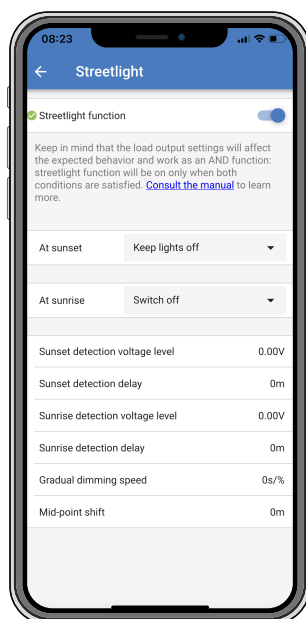 08:23
Streetlight
Streetlight function
Keep in mind that the load output settings will affect
the expected behavior and work as an AND function:
streetlight function will be on only when both
conditions are satisfied. Consult the manual to learn
more.
At sunset Keep lights off
At sunrise Switch off
Sunset detection voltage level 0.00V
Sunset detection delay 0m
Sunrise detection voltage level 0.00V
Sunrise detection delay 0m
Gradual dimming speed 0s/%
Mid-point shift 0m